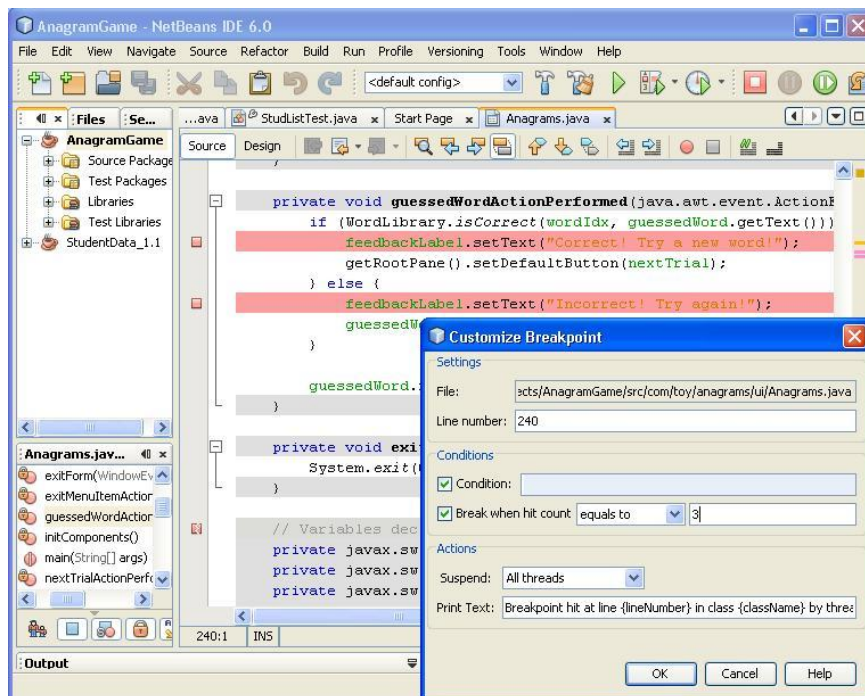 AnagramGame - NetBeans IDE 6.0
File Edit View Navigate Source Refactor Build Run Profile Versioning Tools Window Help
<default config>
Files Se...
...ava StudListTest.java x Start Page x Anagrams.java x
AnagramGame
Source Package
Test Packages
Libraries
Test Libraries
StudentData_1.1
Source Design
}
private void guessedWordActionPerformed(java.awt.event.ActionE
if (WordLibrary.isCorrect(wordIdx, guessedWord.getText()))
feedbackLabel.setText("Correct! Try a new word!");
getRootPane().setDefaultButton(nextTrial);
} else {
feedbackLabel.setText("Incorrect! Try again!");
guessedW
}
guessedWord.
}
private void exi
System.exit(
}
// Variables dec
private javax.sw
private javax.sw
private javax.sw
240:1 INS
Anagrams.jav...
exitForm(WindowEv
exitMenuItemAction
guessedWordAction
initComponents()
main(String[] args)
nextTrialActionPerfo
Output
Customize Breakpoint
Settings
File: ects/AnagramGame/src/com/toy/anagrams/ui/Anagrams.java
Line number: 240
Conditions
Condition:
Break when hit count equals to 3
Actions
Suspend: All threads
Print Text: Breakpoint hit at line {lineNumber} in class {className} by threa
OK Cancel Help